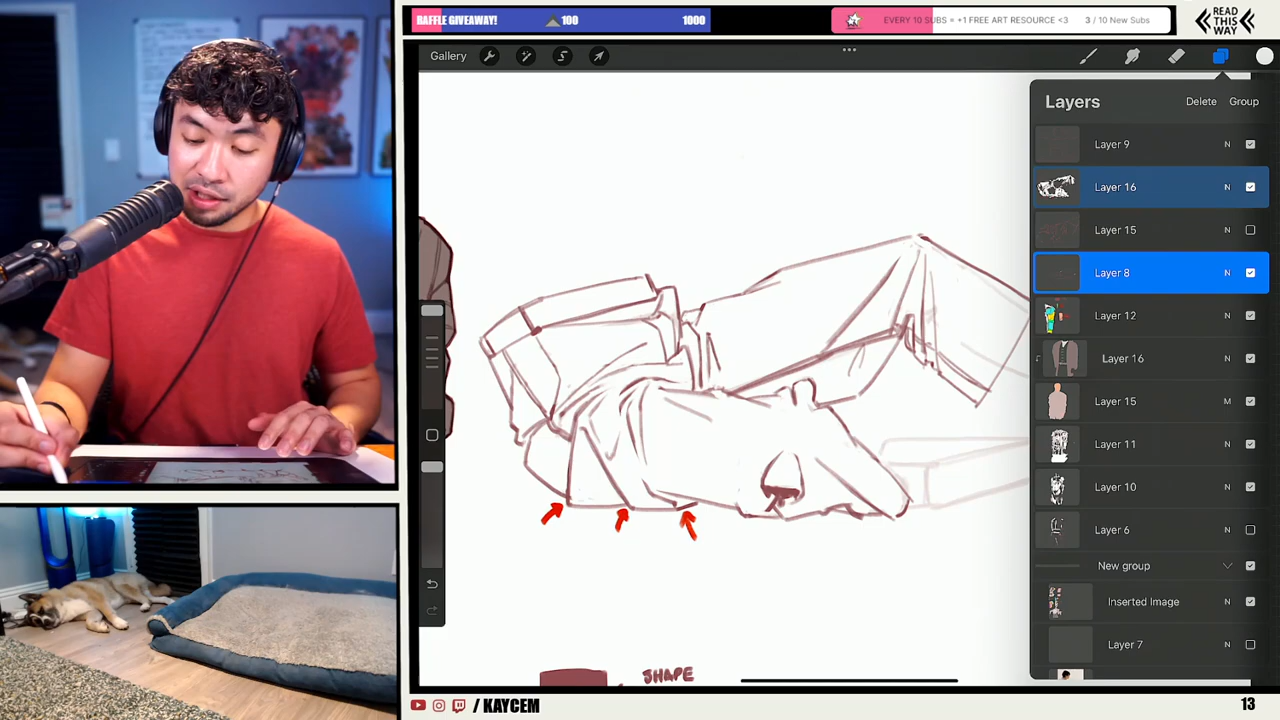 RAFFLE GIVEAWAY! 100 1000
EVERY 10 SUBS = +1 FREE ART RESOURCE <3 3 / 10 New Subs
READ
THIS
WAY
Gallery
Layers
Delete Group
Layer 9 N
Layer 16 N
Layer 15 N
Layer 8 N
Layer 12 N
Layer 16 M
Layer 15 M
Layer 11 N
Layer 10 N
Layer 6 N
New group
Inserted Image N
Layer 7 N
SHAPE
/ KAYCEM
13